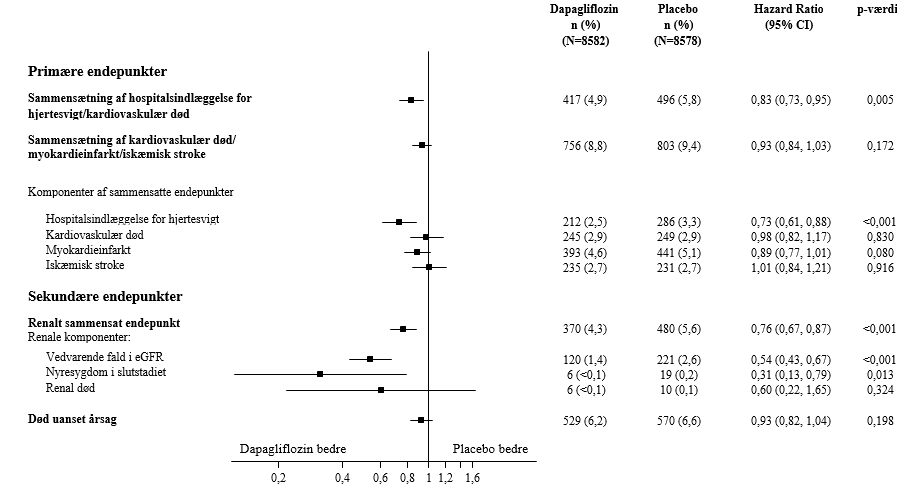 Dapagliflozin Placebo Hazard Ratio p-værdi
n (%) n (%) (95% CI)
(N=8582) (N=8578)
Primære endepunkter
Sammensætning af hospitalsindlæggelse for
hjertesvigt/kardiovaskulær død 417 (4,9) 496 (5,8) 0,83 (0,73, 0,95) 0,005
Sammensætning af kardiovaskulær død/
myokardieinfarkt/iskæmisk stroke 756 (8,8) 803 (9,4) 0,93 (0,84, 1,03) 0,172
Komponenter af sammensatte endepunkter
Hospitalsindlæggelse for hjertesvigt 212 (2,5) 286 (3,3) 0,73 (0,61, 0,88) <0,001
Kardiovaskulær død 245 (2,9) 249 (2,9) 0,98 (0,82, 1,17) 0,830
Myokardieinfarkt 393 (4,6) 441 (5,1) 0,89 (0,77, 1,01) 0,080
Iskæmisk stroke 235 (2,7) 231 (2,7) 1,01 (0,84, 1,21) 0,916
Sekundære endepunkter
Renalt sammensat endepunkt 370 (4,3) 480 (5,6) 0,76 (0,67, 0,87) <0,001
Renale komponenter:
Vedvarende fald i eGFR 120 (1,4) 221 (2,6) 0,54 (0,43, 0,67) <0,001
Nyresygdom i slutstadiet 6 (<0,1) 19 (0,2) 0,31 (0,13, 0,79) 0,013
Renal død 6 (<0,1) 10 (0,1) 0,60 (0,22, 1,65) 0,324
Død uanset årsag 529 (6,2) 570 (6,6) 0,93 (0,82, 1,04) 0,198
Dapagliflozin bedre Placebo bedre
0,2 0,4 0,6 0,8 1 1,2 1,6